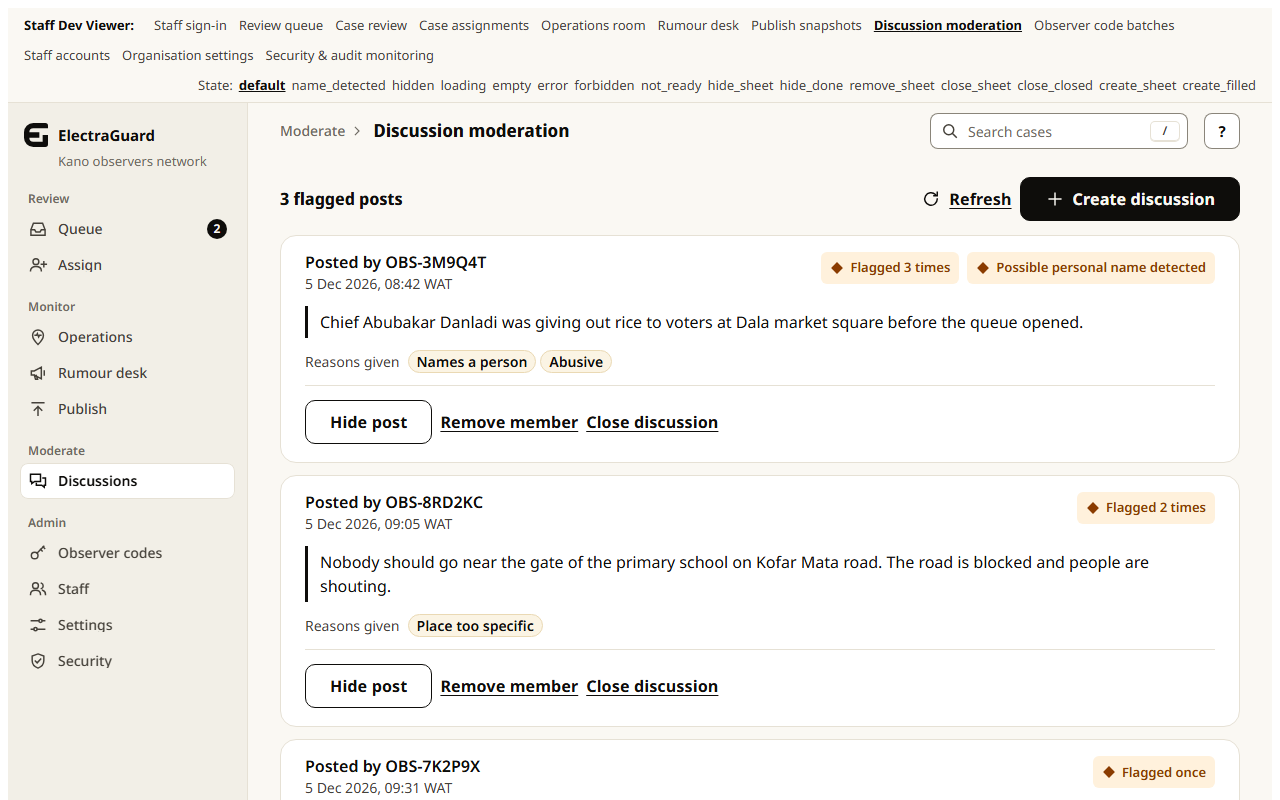 Staff Dev Viewer: Staff sign-in Review queue Case review Case assignments Operations room Rumour desk Publish snapshots Discussion moderation Observer code batches
Staff accounts Organisation settings Security & audit monitoring
State: default name_detected hidden loading empty error forbidden not_ready hide_sheet hide_done remove_sheet close_sheet close_closed create_sheet create_filled
ElectraGuard
Kano observers network
Review
Queue 2
Assign
Monitor
Operations
Rumour desk
Publish
Moderate
Discussions
Admin
Observer codes
Staff
Settings
Security
Moderate > Discussion moderation
Search cases /
?
3 flagged posts
Refresh
+ Create discussion
Posted by OBS-3M9Q4T
5 Dec 2026, 08:42 WAT
Flagged 3 times
Possible personal name detected
Chief Abubakar Danladi was giving out rice to voters at Dala market square before the queue opened.
Reasons given Names a person Abusive
Hide post Remove member Close discussion
Posted by OBS-8RD2KC
5 Dec 2026, 09:05 WAT
Flagged 2 times
Nobody should go near the gate of the primary school on Kofar Mata road. The road is blocked and people are
shouting.
Reasons given Place too specific
Hide post Remove member Close discussion
Posted by OBS-7K2P9X
5 Dec 2026, 09:31 WAT
Flagged once